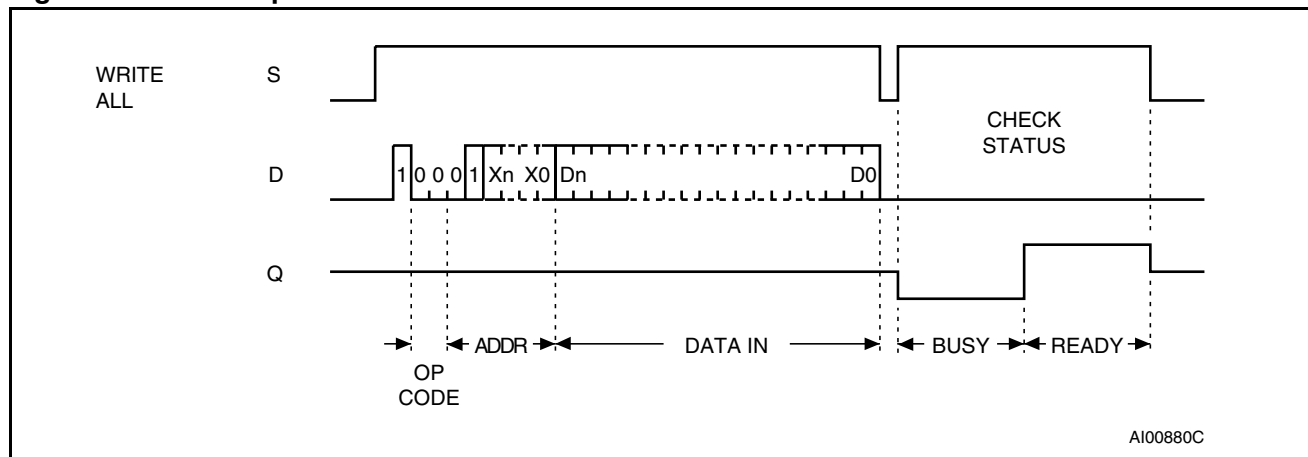 WRITE
ALL
S
CHECK
STATUS
D
1 0 0 0 1 Xn X0 Dn D0
Q
ADDR DATA IN BUSY READY
OP
CODE
AI00880C